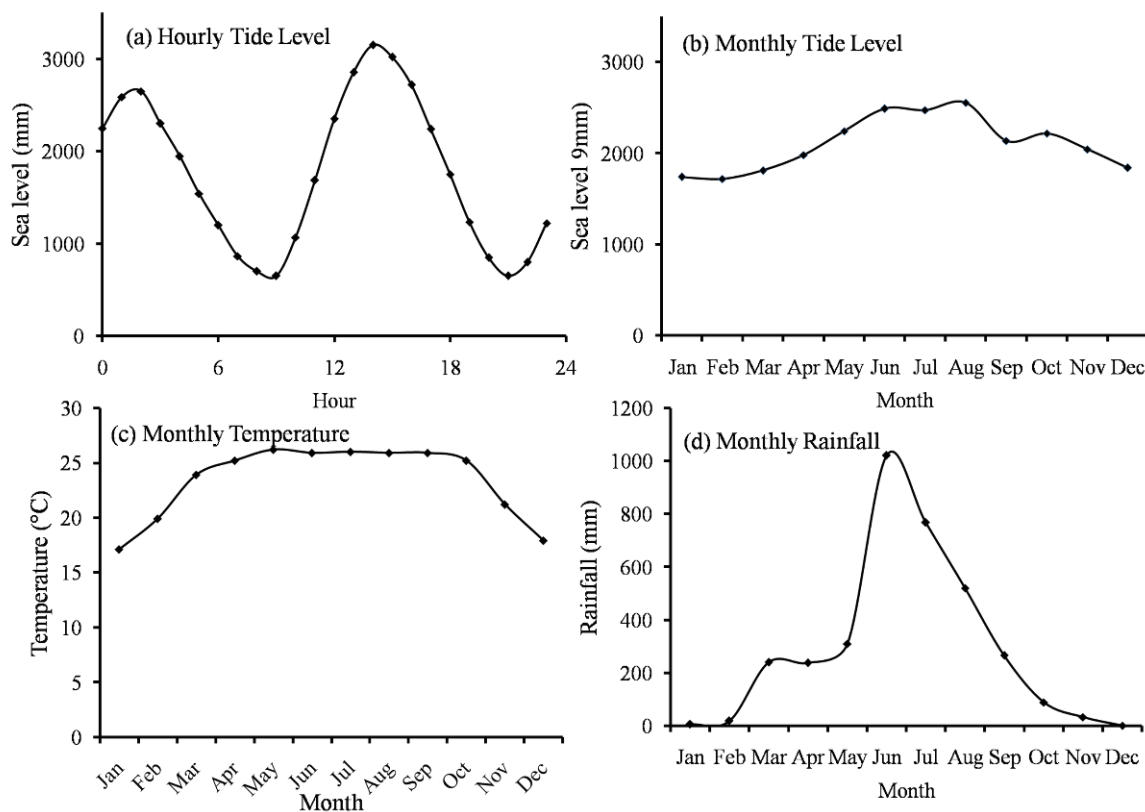 (a) Hourly Tide Level
Sea level (mm)
3000
2000
1000
0
0 6 12 18 24
Hour
(b) Monthly Tide Level
Sea level 9mm)
3000
2000
1000
0
Jan Feb Mar Apr May Jun Jul Aug Sep Oct Nov Dec
Month
(c) Monthly Temperature
Temperature (°C)
30
25
20
15
10
5
0
Jan Feb Mar Apr May Jun Jul Aug Sep Oct Nov Dec
Month
(d) Monthly Rainfall
Rainfall (mm)
1200
1000
800
600
400
200
0
Jan Feb Mar Apr May Jun Jul Aug Sep Oct Nov Dec
Month